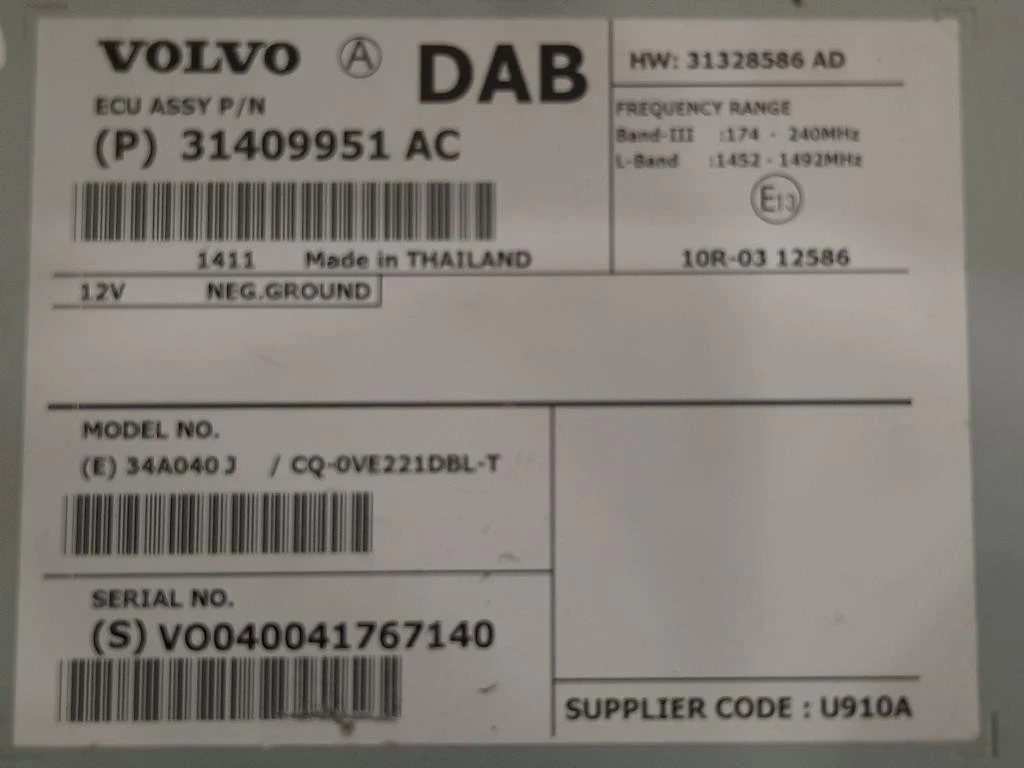 VOLVO Ⓐ DAB
ECU ASSY P/N
(P) 31409951 AC
1411 Made in THAILAND
HW: 31328586 AD
FREQUENCY RANGE
Band-III :174 - 240MHz
L-Band :1452 - 1492MHz
E13
10R-03 12586
12V NEG.GROUND
MODEL NO.
(E) 34A040J / CQ-0VE221DBL-T
SERIAL NO.
(S) VO040041767140
SUPPLIER CODE : U910A